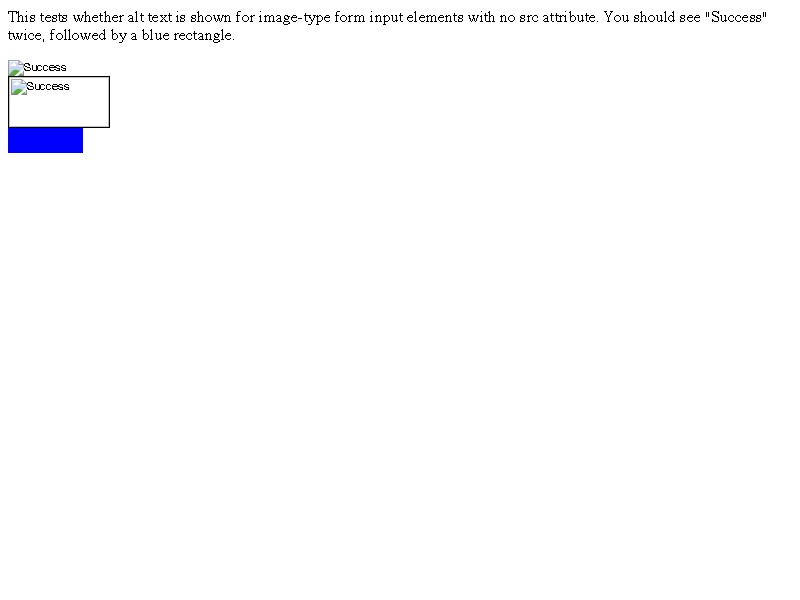 This tests whether alt text is shown for image-type form input elements with no src attribute. You should see "Success"
twice, followed by a blue rectangle.
Success
Success